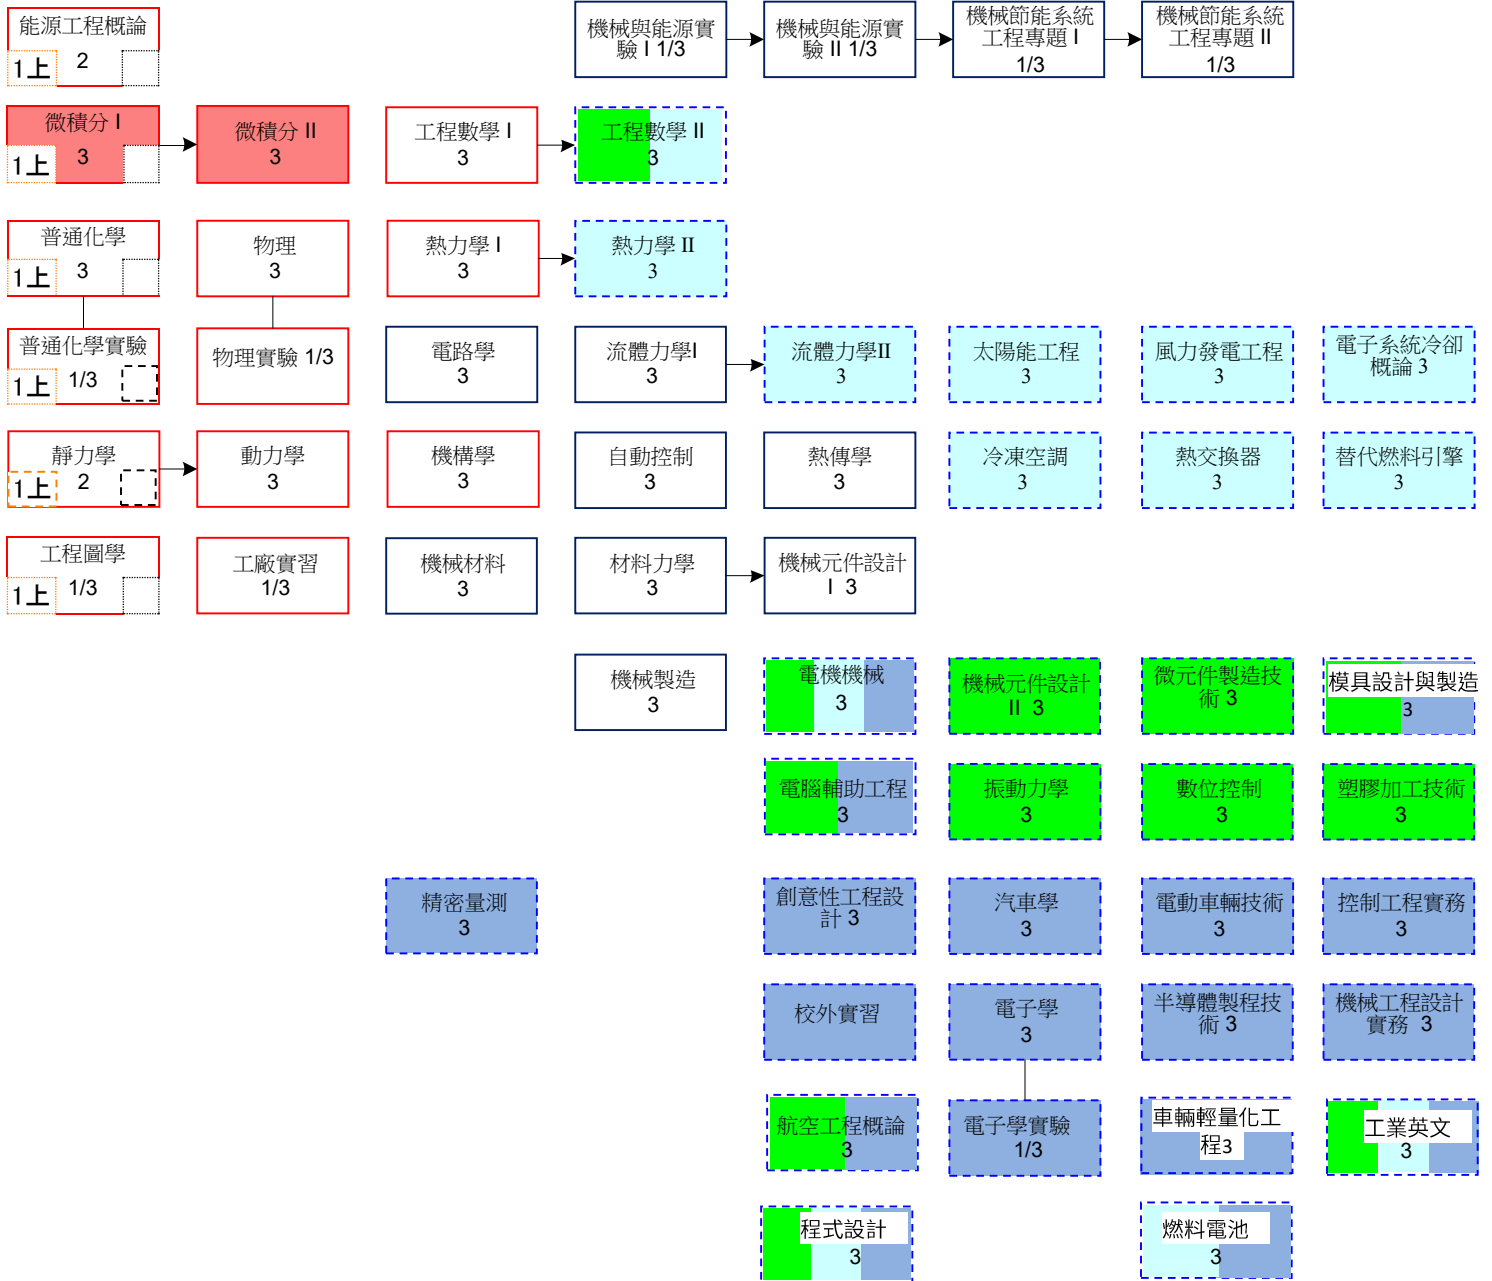 能源工程概論
2
1上
機械與能源實
驗 I 1/3
機械與能源實
驗 II 1/3
機械節能系統
工程專題 I
1/3
機械節能系統
工程專題 II
1/3
微積分 I
3
1上
微積分 II
3
工程數學 I
3
工程數學 II
3
普通化學
3
1上
物理
3
熱力學 I
3
熱力學 II
3
普通化學實驗
1/3
1上
物理實驗 1/3
電路學
3
流體力學I
3
流體力學II
3
太陽能工程
3
風力發電工程
3
電子系統冷卻
概論 3
靜力學
2
1上
動力學
3
機構學
3
自動控制
3
熱傳學
3
冷凍空調
3
熱交換器
3
替代燃料引擎
3
工程圖學
1/3
1上
工廠實習
1/3
機械材料
3
材料力學
3
機械元件設計
I 3
機械製造
3
電機機械
3
機械元件設計
II 3
微元件製造技
術 3
模具設計與製造
3
電腦輔助工程
3
振動力學
3
數位控制
3
塑膠加工技術
3
精密量測
3
創意性工程設
計 3
汽車學
3
電動車輛技術
3
控制工程實務
3
校外實習
電子學
3
半導體製程技
術 3
機械工程設計
實務 3
航空工程概論
3
電子學實驗
1/3
車輛輕量化工
程3
工業英文
3
程式設計
3
燃料電池
3